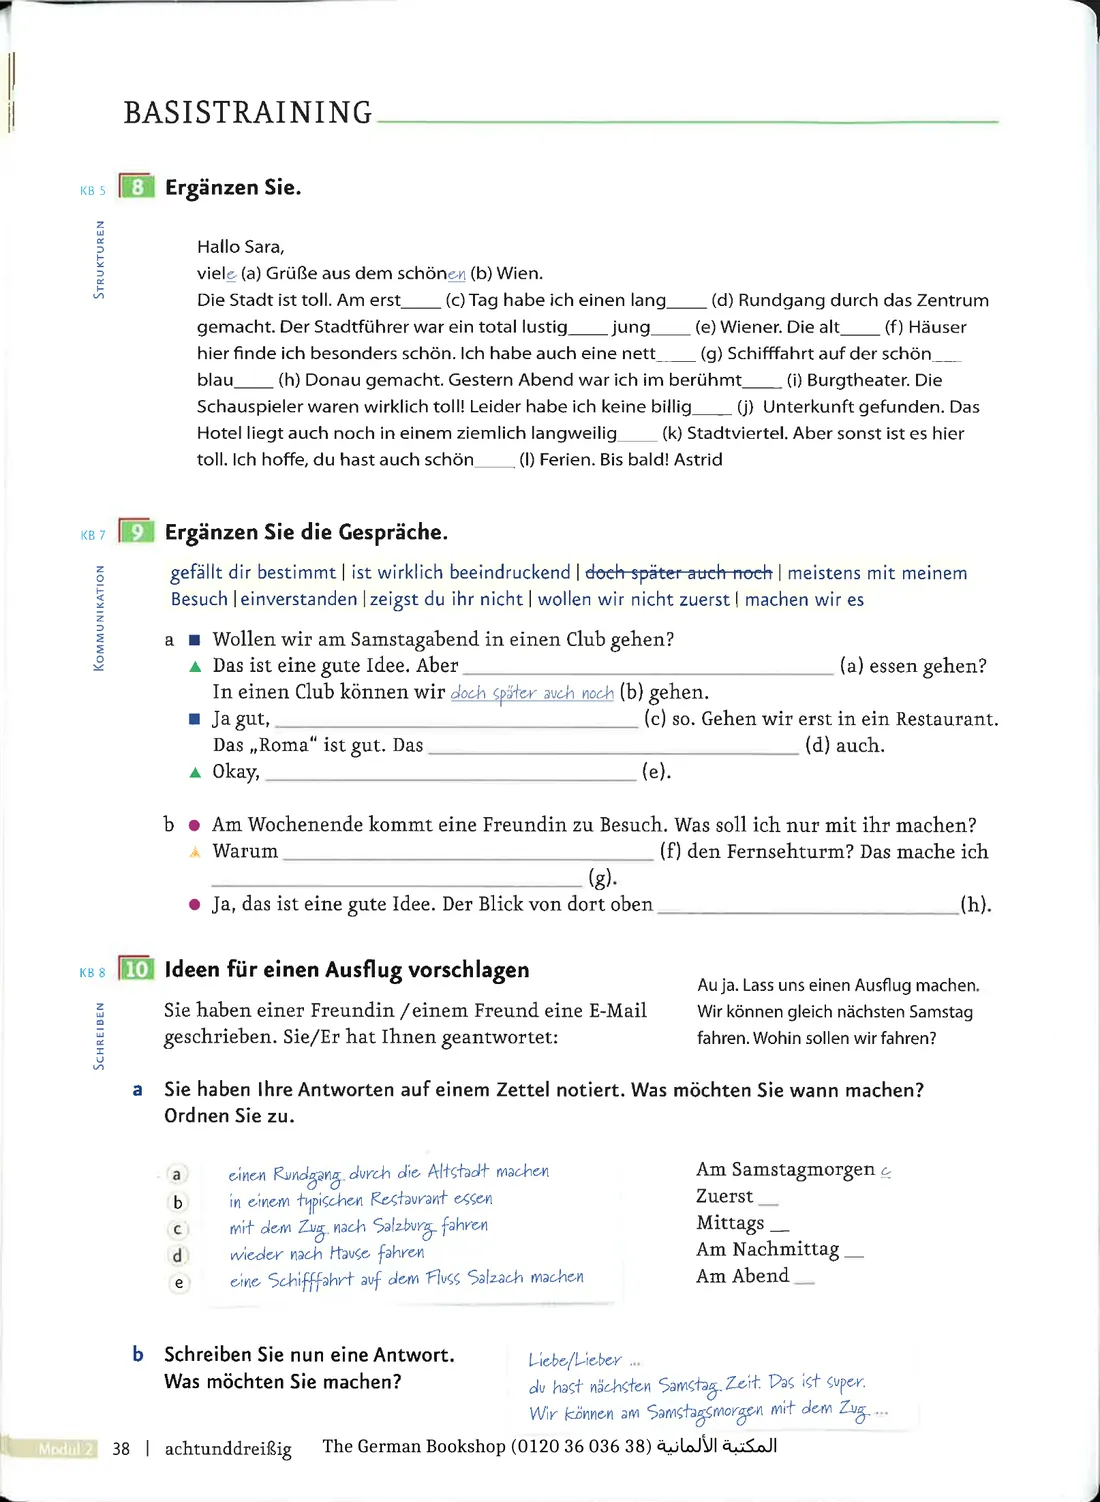 BASISTRAINING
KB 5 8 Ergänzen Sie.
STRUKTUREN
Hallo Sara,
viele (a) Grüße aus dem schönen (b) Wien.
Die Stadt ist toll. Am erst____ (c) Tag habe ich einen lang____ (d) Rundgang durch das Zentrum
gemacht. Der Stadtführer war ein total lustig____ jung____ (e) Wiener. Die alt____ (f) Häuser
hier finde ich besonders schön. Ich habe auch eine nett____ (g) Schifffahrt auf der schön___
blau____ (h) Donau gemacht. Gestern Abend war ich im berühmt____ (i) Burgtheater. Die
Schauspieler waren wirklich toll! Leider habe ich keine billig____ (j) Unterkunft gefunden. Das
Hotel liegt auch noch in einem ziemlich langweilig____ (k) Stadtviertel. Aber sonst ist es hier
toll. Ich hoffe, du hast auch schön____ (l) Ferien. Bis bald! Astrid
KB 7 9 Ergänzen Sie die Gespräche.
KOMMUNIKATION
gefällt dir bestimmt | ist wirklich beeindruckend | doch später auch noch | meistens mit meinem
Besuch | einverstanden | zeigst du ihr nicht | wollen wir nicht zuerst | machen wir es
a ■ Wollen wir am Samstagabend in einen Club gehen?
▲ Das ist eine gute Idee. Aber ____ (a) essen gehen?
In einen Club können wir doch später auch noch (b) gehen.
■ Ja gut, ____ (c) so. Gehen wir erst in ein Restaurant.
Das „Roma“ ist gut. Das ____ (d) auch.
▲ Okay, ____ (e).
b ● Am Wochenende kommt eine Freundin zu Besuch. Was soll ich nur mit ihr machen?
▲ Warum ____ (f) den Fernsehturm? Das mache ich
____ (g).
● Ja, das ist eine gute Idee. Der Blick von dort oben ____ (h).
KB 8 10 Ideen für einen Ausflug vorschlagen
SCHREIBEN
Sie haben einer Freundin / einem Freund eine E-Mail
geschrieben. Sie/Er hat Ihnen geantwortet:
Au ja. Lass uns einen Ausflug machen.
Wir können gleich nächsten Samstag
fahren. Wohin sollen wir fahren?
a Sie haben Ihre Antworten auf einem Zettel notiert. Was möchten Sie wann machen?
Ordnen Sie zu.
a einen Rundgang durch die Altstadt machen
b in einem typischen Restaurant essen
c mit dem Zug nach Salzburg fahren
d wieder nach Hause fahren
e eine Schifffahrt auf dem Fluss Salzach machen
Am Samstagmorgen c
Zuerst __
Mittags __
Am Nachmittag __
Am Abend __
b Schreiben Sie nun eine Antwort.
Was möchten Sie machen?
Liebe/Lieber ...
du hast nächsten Samstag Zeit. Das ist super.
Wir können am Samstagsmorgen mit dem Zug ...
Modul 2 38 | achtunddreißig The German Bookshop (0120 36 036 38) المكتبة الألمانية